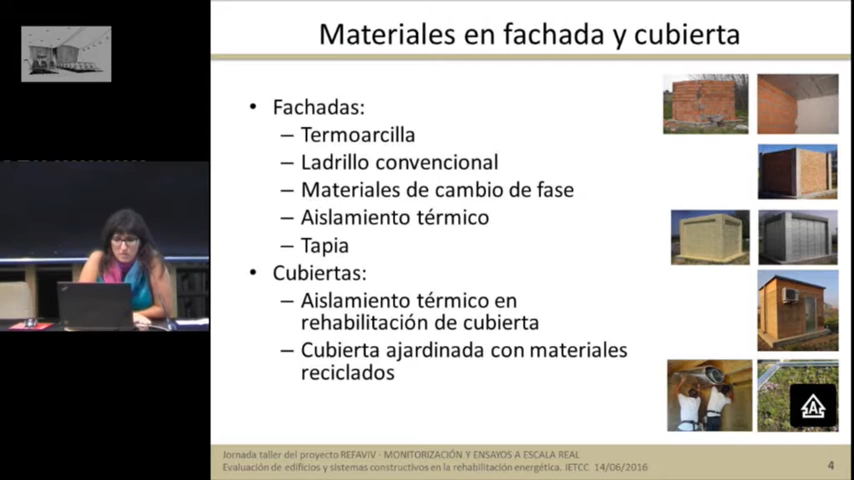 Materiales en fachada y cubierta
• Fachadas:
– Termoarcilla
– Ladrillo convencional
– Materiales de cambio de fase
– Aislamiento térmico
– Tapia
• Cubiertas:
– Aislamiento térmico en
rehabilitación de cubierta
– Cubierta ajardinada con materiales
reciclados
Jornada taller del proyecto REFAVIV - MONITORIZACIÓN Y ENSAYOS A ESCALA REAL
Evaluación de edificios y sistemas constructivos en la rehabilitación energética. IETCC 14/06/2016
4
A